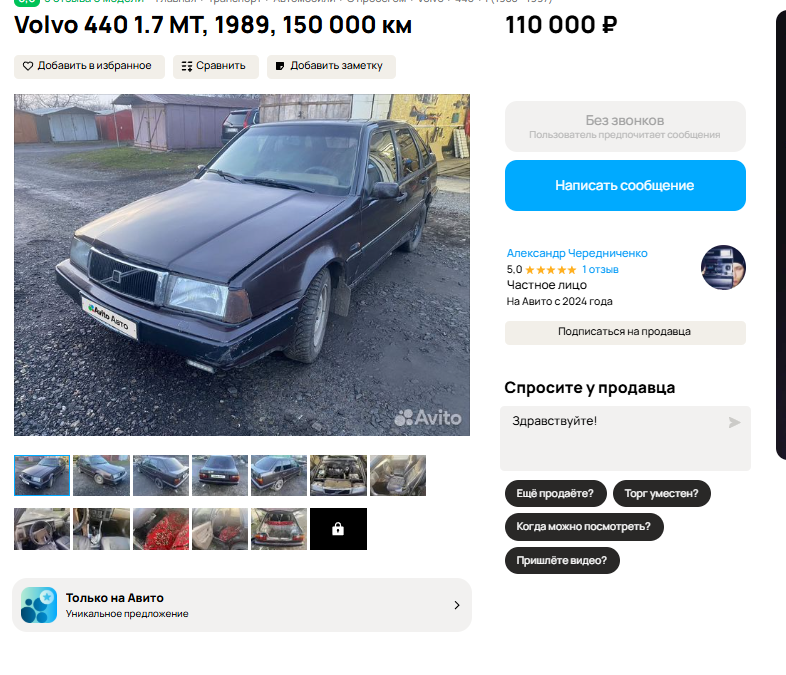 Volvo 440 1.7 MT, 1989, 150 000 км
110 000 ₽
Добавить в избранное
Сравнить
Добавить заметку
Avito Авто
Avito
Без звонков
Пользователь предпочитает сообщения
Написать сообщение
Александр Чередниченко
5,0 1 отзыв
Частное лицо
На Авито с 2024 года
Подписаться на продавца
Спросите у продавца
Здравствуйте!
Ещё продаёте?
Торг уместен?
Когда можно посмотреть?
Пришлёте видео?
Только на Авито
Уникальное предложение